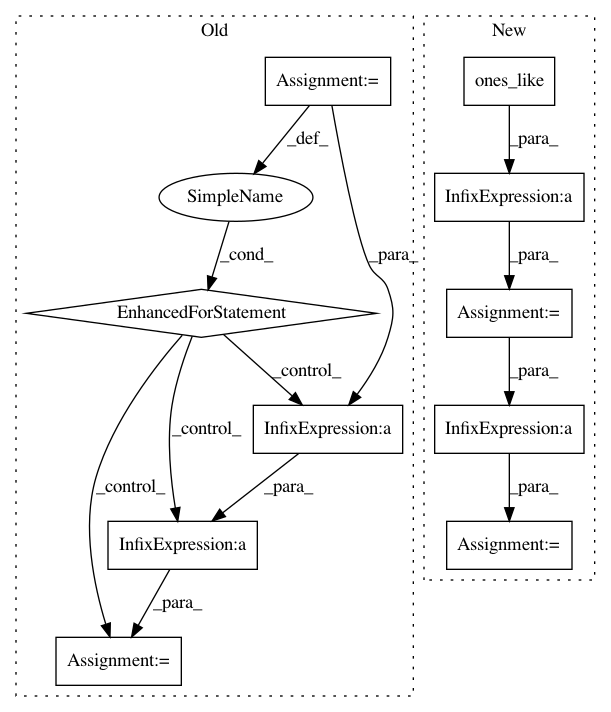 Old
New
Assignment:=
ones_like
_def_
_para_
SimpleName
InfixExpression:a
_cond_
_para_
_para_
EnhancedForStatement
Assignment:=
_control_
_para_
_control_
_control_
InfixExpression:a
InfixExpression:a
_para_
_para_
InfixExpression:a
Assignment:=
_para_
Assignment:=